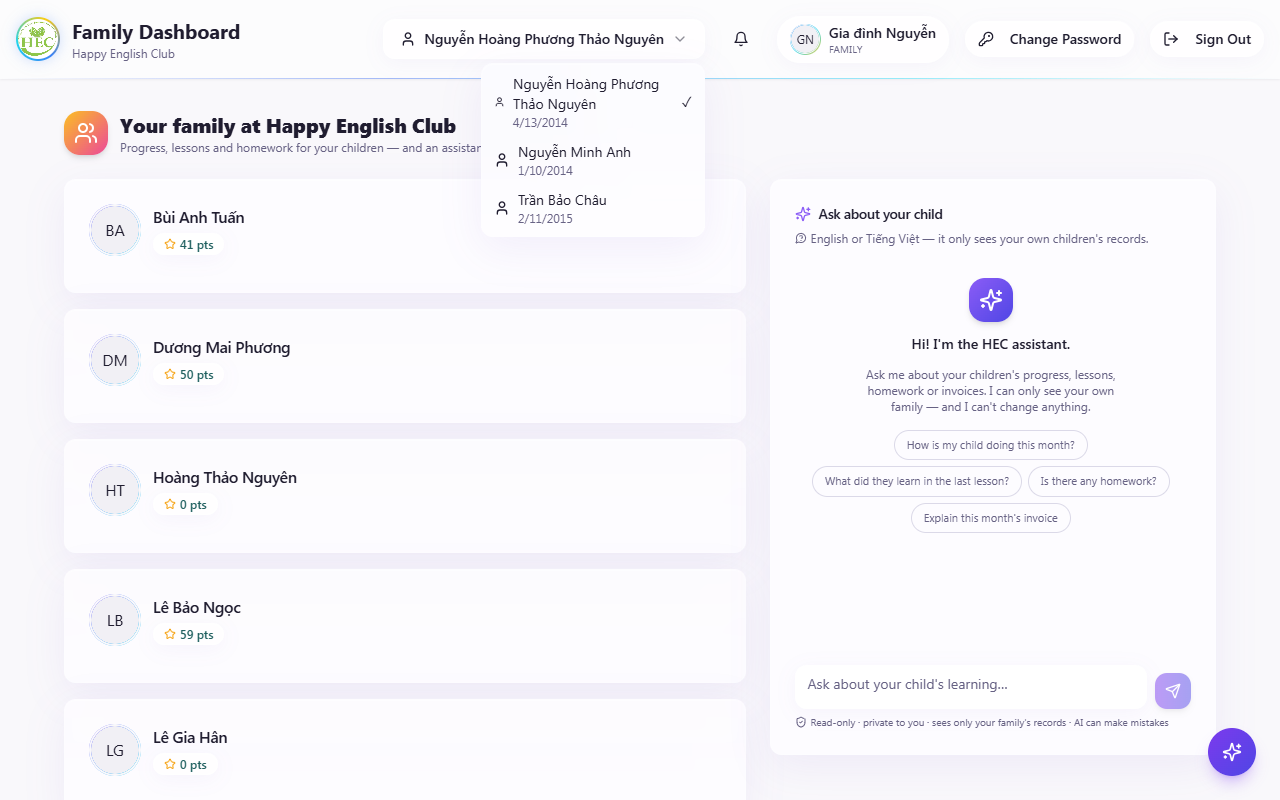 HEC
Family Dashboard
Happy English Club
Nguyễn Hoàng Phương Thảo Nguyên
GN
Gia đình Nguyễn
FAMILY
Change Password
Sign Out
Nguyễn Hoàng Phương
Thảo Nguyên
4/13/2014
Nguyễn Minh Anh
1/10/2014
Trần Bảo Châu
2/11/2015
Your family at Happy English Club
Progress, lessons and homework for your children — and an assistan
BA
Bùi Anh Tuấn
41 pts
DM
Dương Mai Phương
50 pts
HT
Hoàng Thảo Nguyên
0 pts
LB
Lê Bảo Ngọc
59 pts
LG
Lê Gia Hân
0 pts
Ask about your child
English or Tiếng Việt — it only sees your own children's records.
Hi! I'm the HEC assistant.
Ask me about your children's progress, lessons,
homework or invoices. I can only see your own
family — and I can't change anything.
How is my child doing this month?
What did they learn in the last lesson?
Is there any homework?
Explain this month's invoice
Ask about your child's learning...
Read-only · private to you · sees only your family's records · AI can make mistakes